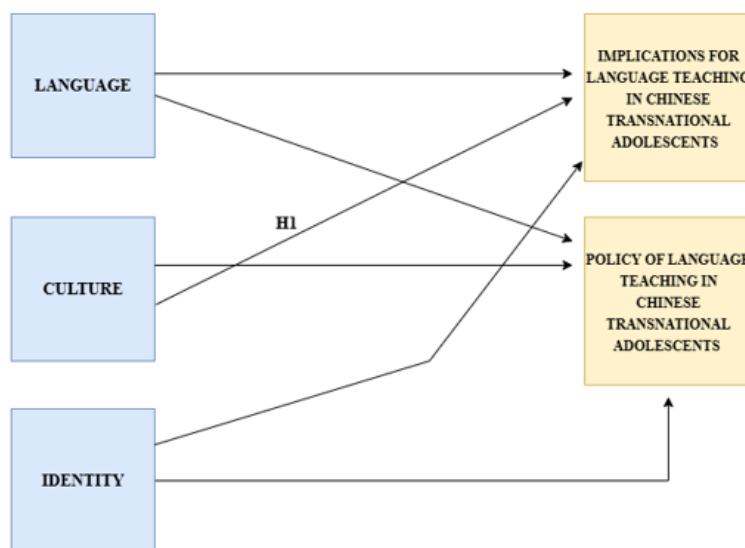 LANGUAGE
IMPLICATIONS FOR
LANGUAGE TEACHING
IN CHINESE
TRANSNATIONAL
ADOLESCENTS
H1
CULTURE
POLICY OF LANGUAGE
TEACHING IN
CHINESE
TRANSNATIONAL
ADOLESCENTS
IDENTITY